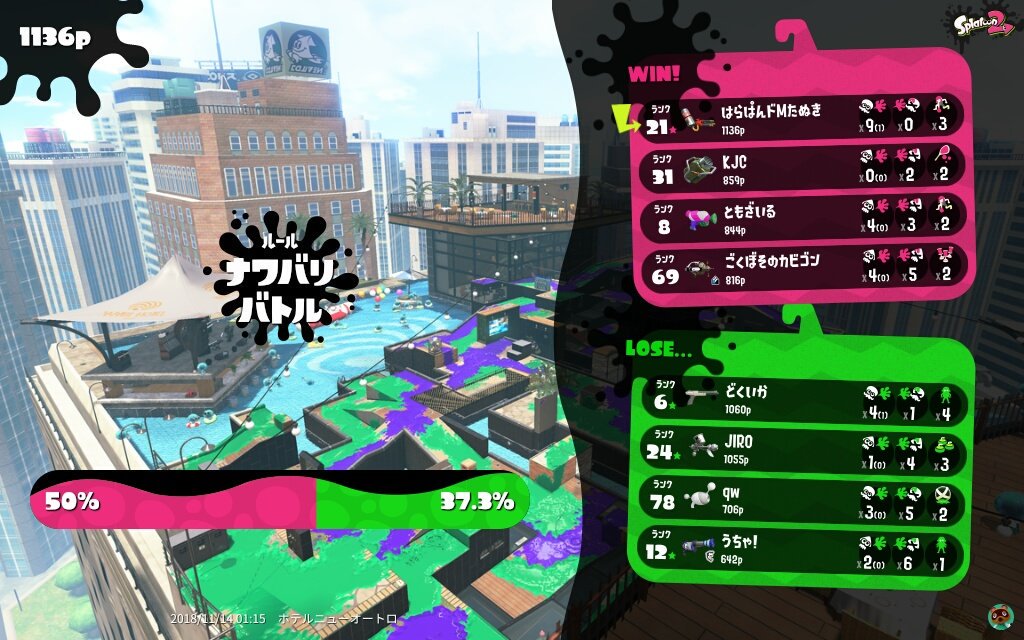 1136p
Splatoon 2
WIN!
ランク
21★
はらぱんドMたぬき
1136p
x9(1) x0 x3
ランク
31
KJC
859p
x0(0) x2 x2
ランク
8
ともざいる
844p
x4(0) x3 x2
ランク
69
ごくぼそのカビゴン
816p
x4(0) x5 x2
LOSE...
ランク
6★
どくいか
1060p
x4(1) x1 x4
ランク
24★
JIRO
1055p
x1(0) x4 x3
ランク
78
qw
706p
x3(0) x5 x2
ランク
12★
うちゃ!
642p
x2(0) x6 x1
ルール
ナワバリ
バトル
50%
37.3%
2018/11/14 01:15 ホテルニューオートロ